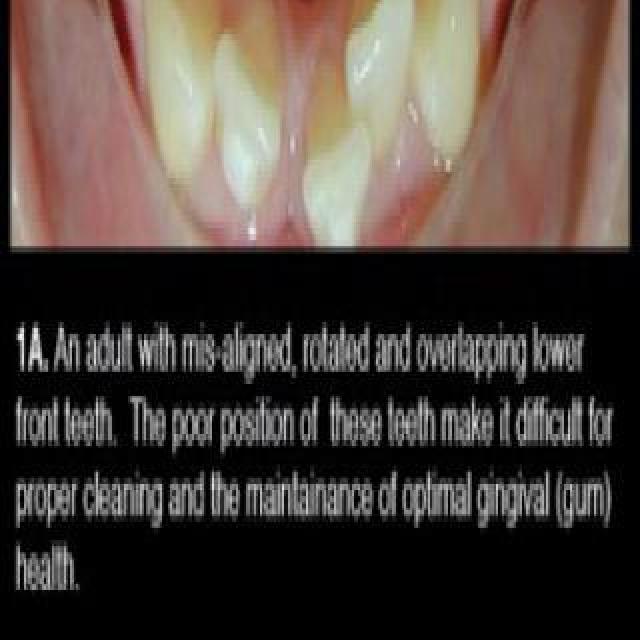 1A. An adult with mis-aligned, rotated and overlapping lower
front teeth.  The poor position of  these teeth make it difficult for
proper cleaning and the maintainance of optimal gingival (gum)
health.